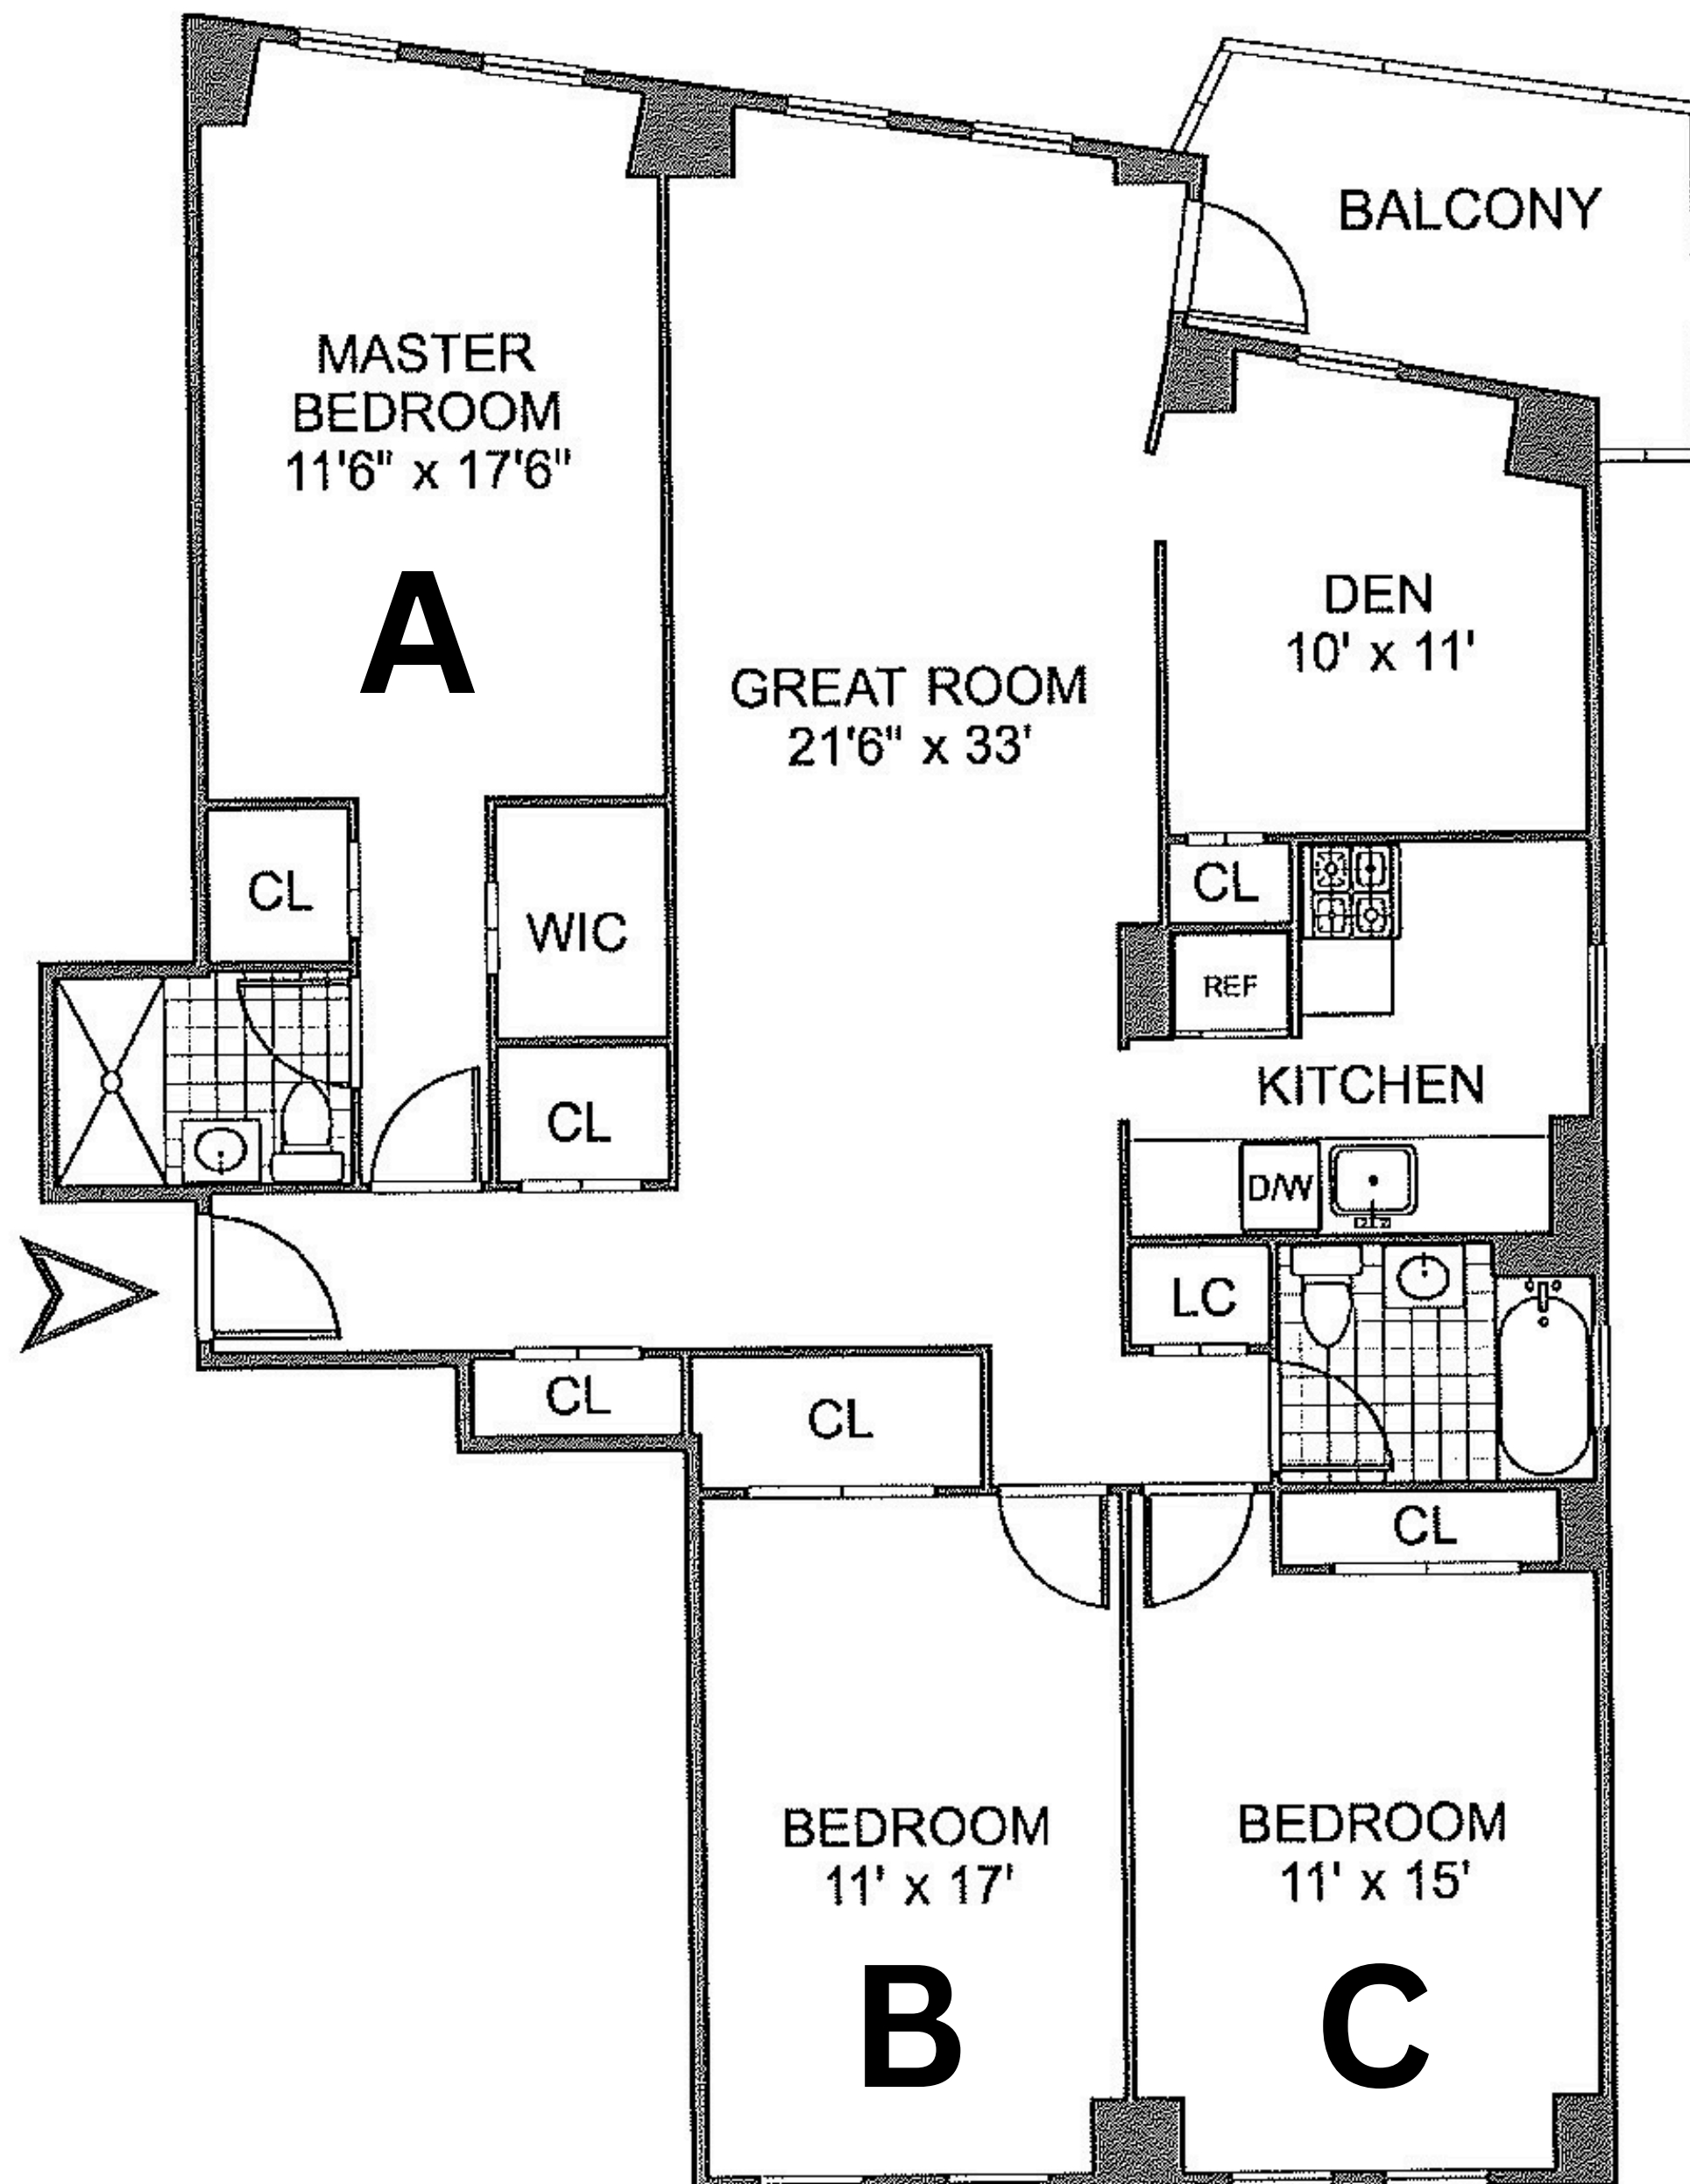 BALCONY
MASTER
BEDROOM
11'6" x 17'6"
A
DEN
10' x 11'
GREAT ROOM
21'6" x 33'
CL
WIC
CL
REF
KITCHEN
CL
D/W
LC
CL
CL
CL
BEDROOM
11' x 17'
B
BEDROOM
11' x 15'
C